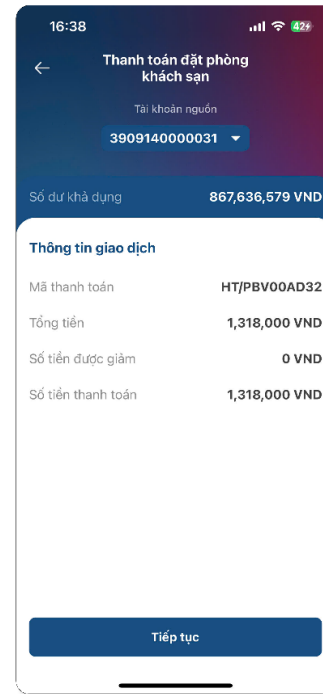 16:38
42
Thanh toán đặt phòng
khách sạn
Tài khoản nguồn
3909140000031
Số dư khả dụng 867,636,579 VND
Thông tin giao dịch
Mã thanh toán HT/PBV00AD32
Tổng tiền 1,318,000 VND
Số tiền được giảm 0 VND
Số tiền thanh toán 1,318,000 VND
Tiếp tục